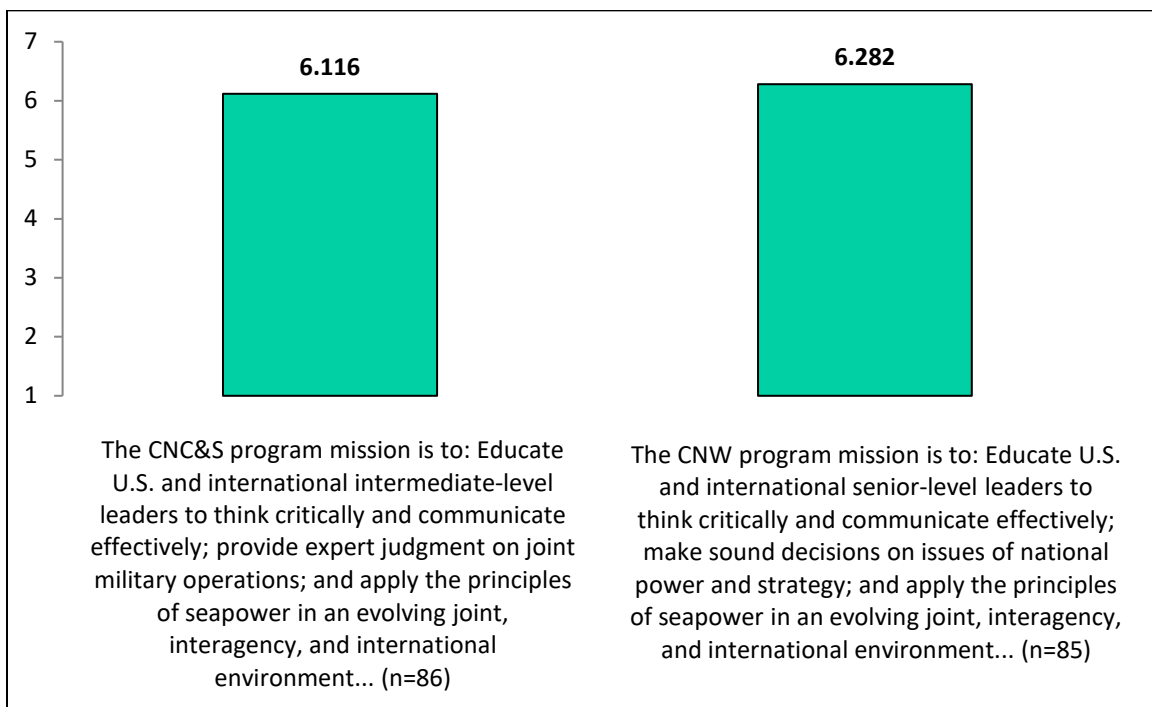 7
6
5
4
3
2
1
6.116
6.282
The CNC&S program mission is to: Educate
U.S. and international intermediate-level
leaders to think critically and communicate
effectively; provide expert judgment on joint
military operations; and apply the principles
of seapower in an evolving joint,
interagency, and international
environment... (n=86)
The CNW program mission is to: Educate U.S.
and international senior-level leaders to
think critically and communicate effectively;
make sound decisions on issues of national
power and strategy; and apply the principles
of seapower in an evolving joint, interagency,
and international environment... (n=85)